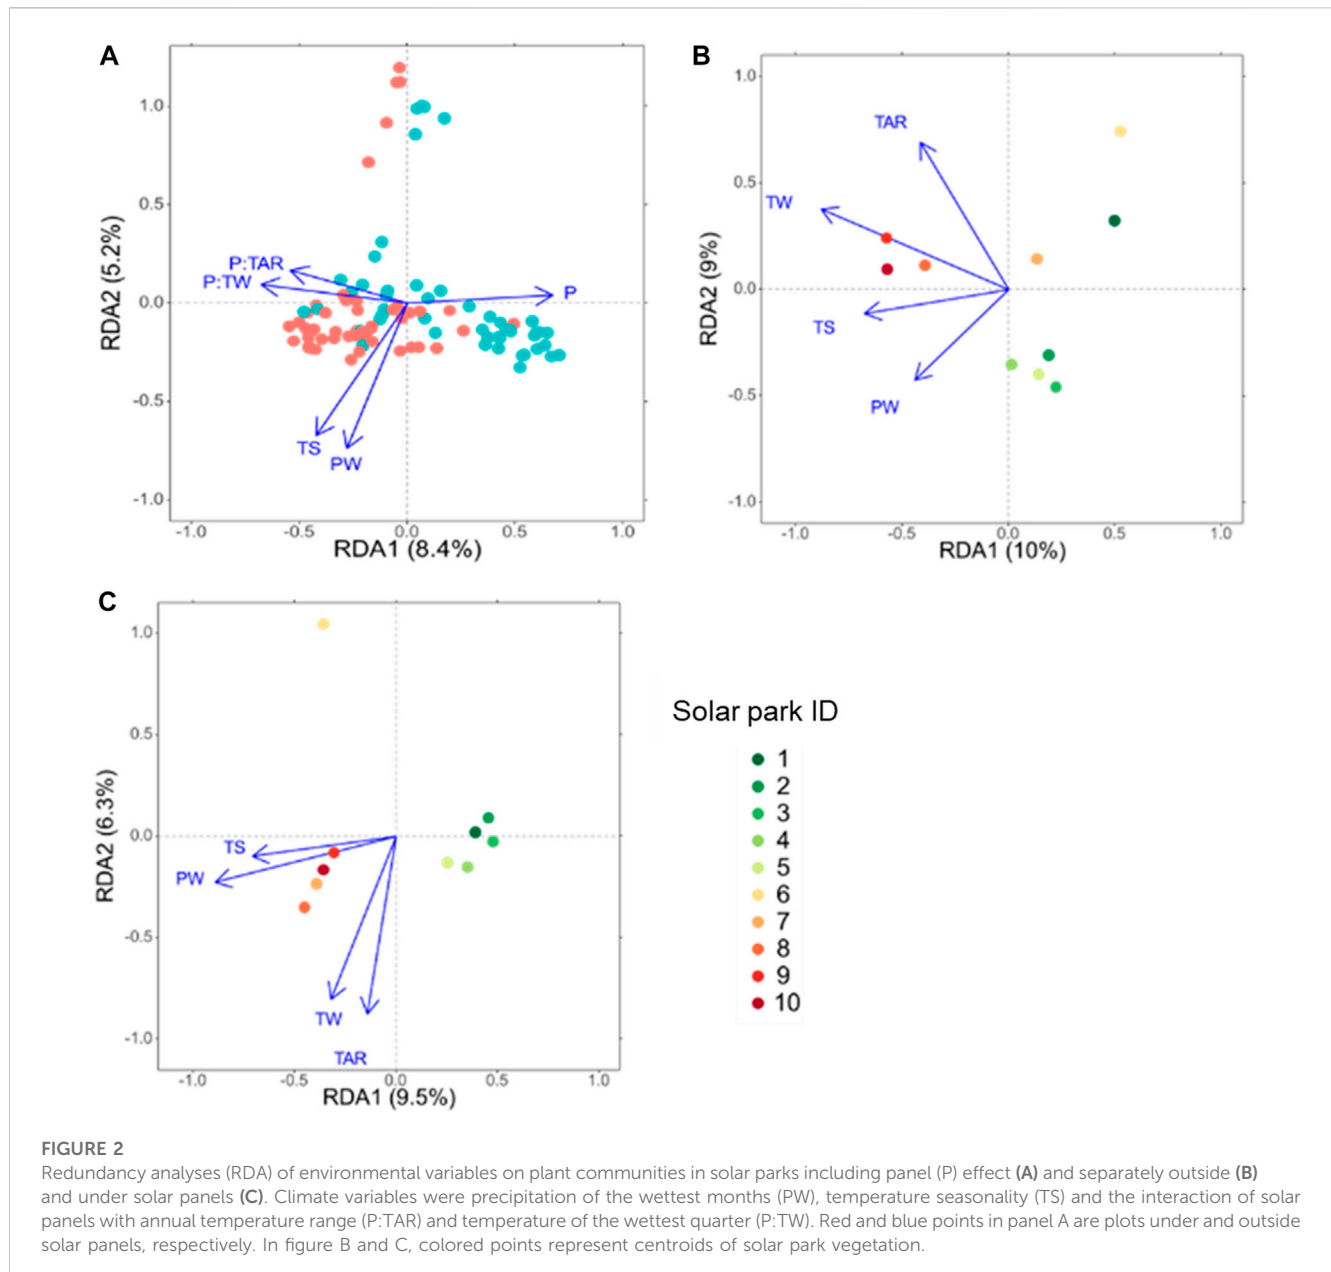 A
1.0
0.5
0.0
-0.5
-1.0
RDA2 (5.2%)
P:TAR
P:TW
P
TS
PW
-1.0
-0.5
0.0
0.5
1.0
RDA1 (8.4%)
B
1.0
0.5
0.0
-0.5
-1.0
RDA2 (9%)
TAR
TW
TS
PW
-1.0
-0.5
0.0
0.5
1.0
RDA1 (10%)
C
1.0
0.5
0.0
-0.5
-1.0
RDA2 (6.3%)
TS
PW
TW
TAR
-1.0
-0.5
0.0
0.5
1.0
RDA1 (9.5%)
Solar park ID
1
2
3
4
5
6
7
8
9
10
FIGURE 2
Redundancy analyses (RDA) of environmental variables on plant communities in solar parks including panel (P) effect (A) and separately outside (B)
and under solar panels (C). Climate variables were precipitation of the wettest months (PW), temperature seasonality (TS) and the interaction of solar
panels with annual temperature range (P:TAR) and temperature of the wettest quarter (P:TW). Red and blue points in panel A are plots under and outside
solar panels, respectively. In figure B and C, colored points represent centroids of solar park vegetation.